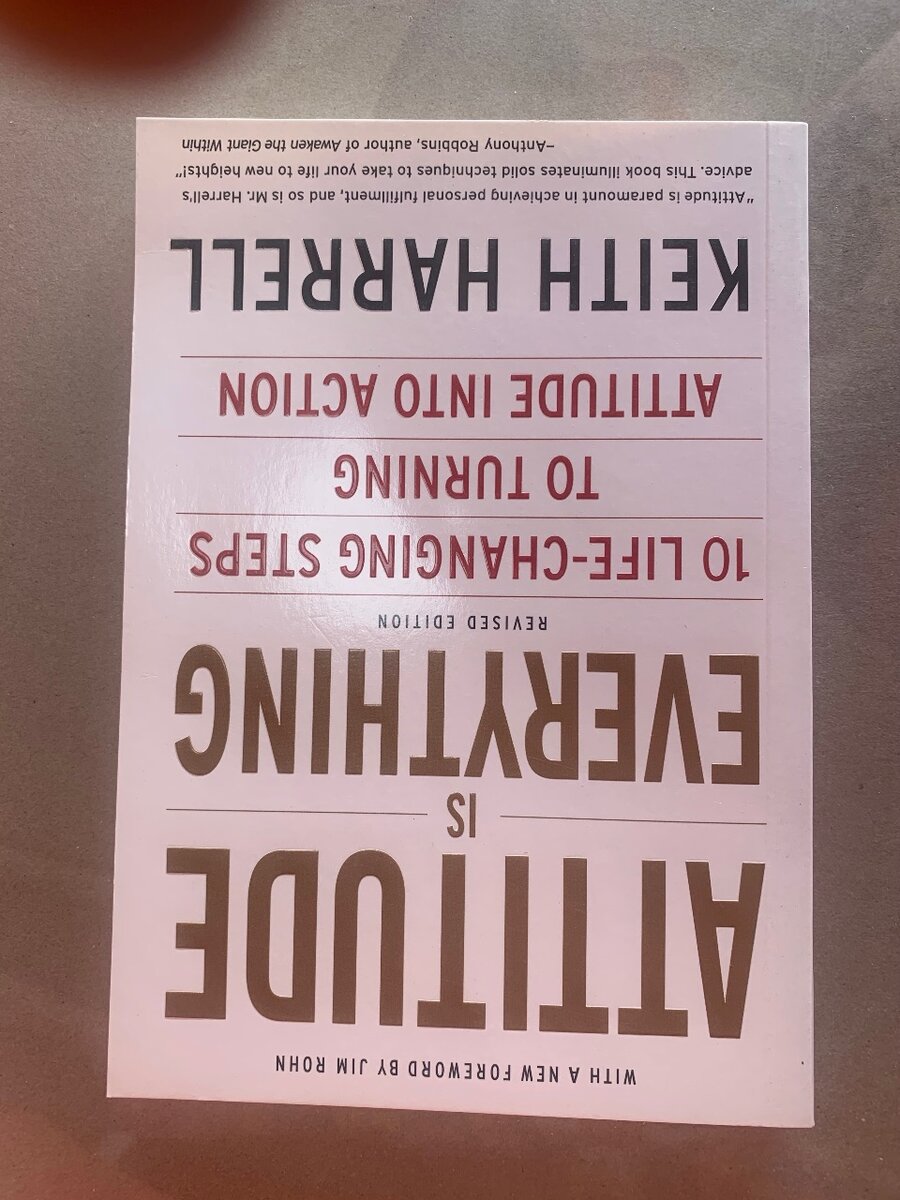 WITH A NEW FOREWORD BY JIM ROHN
ATTITUDE
IS
EVERYTHING
REVISED EDITION
10 LIFE-CHANGING STEPS
TO TURNING
ATTITUDE INTO ACTION
KEITH HARRELL
"Attitude is paramount in achieving personal fulfillment, and so is Mr. Harrell's
advice. This book illuminates solid techniques to take your life to new heights!"
–Anthony Robbins, author of Awaken the Giant Within